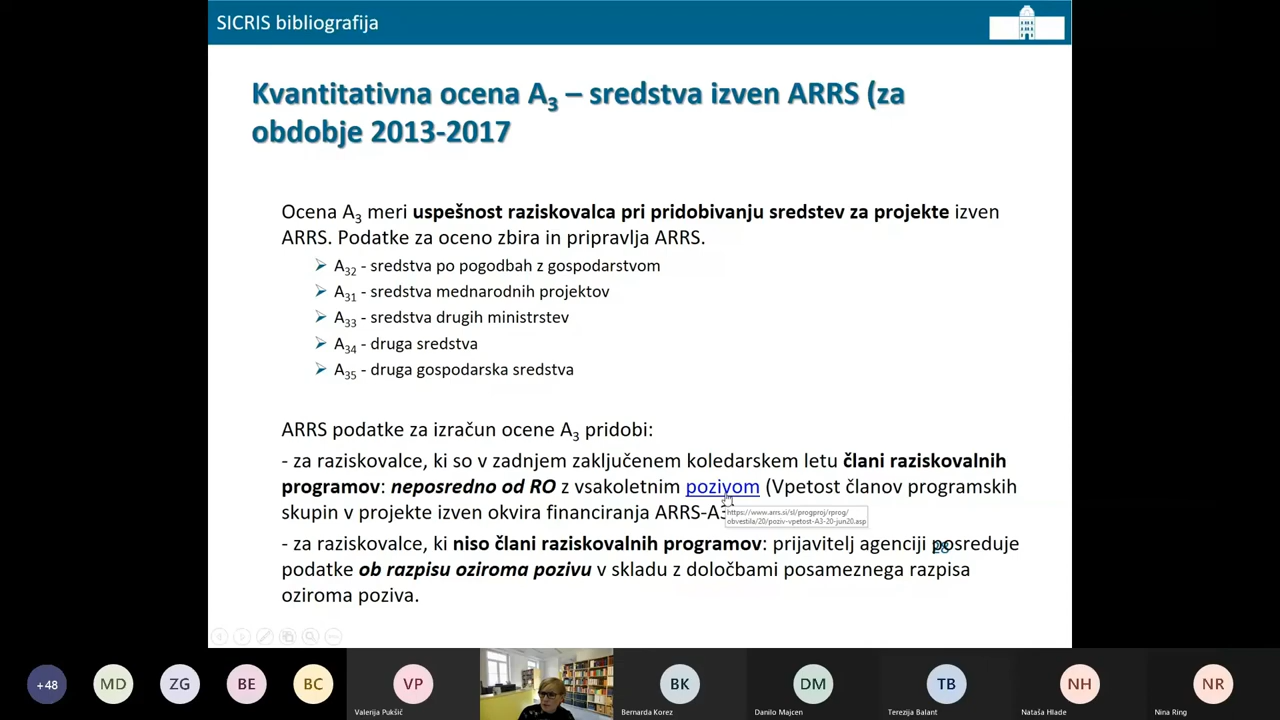 SICRIS bibliografija
Kvantitativna ocena A3 – sredstva izven ARRS (za
obdobje 2013-2017
Ocena A3 meri uspešnost raziskovalca pri pridobivanju sredstev za projekte izven
ARRS. Podatke za oceno zbira in pripravlja ARRS.
A32 - sredstva po pogodbah z gospodarstvom
A31 - sredstva mednarodnih projektov
A33 - sredstva drugih ministrstev
A34 - druga sredstva
A35 - druga gospodarska sredstva
ARRS podatke za izračun ocene A3 pridobi:
- za raziskovalce, ki so v zadnjem zaključenem koledarskem letu člani raziskovalnih
programov: neposredno od RO z vsakoletnim pozivom (Vpetost članov programskih
skupin v projekte izven okvira financiranja ARRS-A3
https://www.arrs.si/sl/progproj/rprog/
obvestila/20/poziv-vpetost-A3-20-jun20.asp
- za raziskovalce, ki niso člani raziskovalnih programov: prijavitelj agenciji posreduje
podatke ob razpisu oziroma pozivu v skladu z določbami posameznega razpisa
oziroma poziva.
+48
MD
ZG
BE
BC
VP
BK
DM
TB
NH
NR
Valerija Pukšič
Bernarda Korez
Danilo Majcen
Terezija Balant
Nataša Hlade
Nina Ring